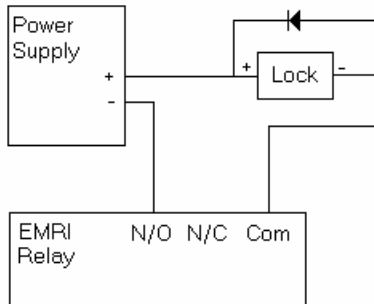 Power
Supply
+
-
+ Lock -
EMRI
Relay
N/O N/C Com